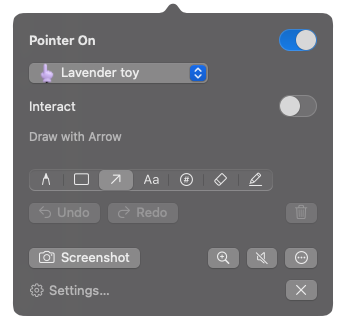 Pointer On
Lavender toy
Interact
Draw with Arrow
Aa #
Undo Redo
Screenshot
Settings...